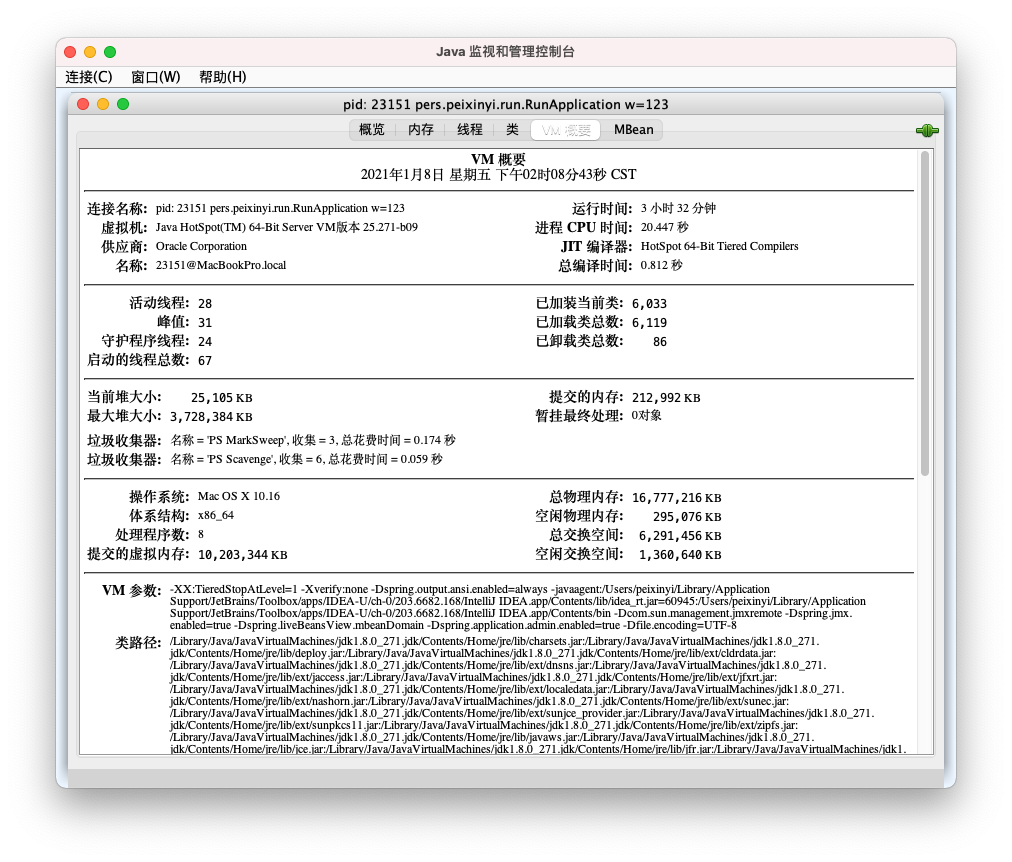 Java 监视和管理控制台
连接(C) 窗口(W) 帮助(H)
pid: 23151 pers.peixinyi.run.RunApplication w=123
概览 内存 线程 类 VM 概要 MBean
VM 概要
2021年1月8日 星期五 下午02时08分43秒 CST
连接名称: pid: 23151 pers.peixinyi.run.RunApplication w=123 运行时间: 3 小时 32 分钟
虚拟机: Java HotSpot(TM) 64-Bit Server VM版本 25.271-b09 进程 CPU 时间: 20.447 秒
供应商: Oracle Corporation JIT 编译器: HotSpot 64-Bit Tiered Compilers
名称: 23151@MacBookPro.local 总编译时间: 0.812 秒
活动线程: 28 已加装当前类: 6,033
峰值: 31 已加载类总数: 6,119
守护程序线程: 24 已卸载类总数: 86
启动的线程总数: 67
当前堆大小: 25,105 KB 提交的内存: 212,992 KB
最大堆大小: 3,728,384 KB 暂挂最终处理: 0对象
垃圾收集器: 名称 = 'PS MarkSweep', 收集 = 3, 总花费时间 = 0.174 秒
垃圾收集器: 名称 = 'PS Scavenge', 收集 = 6, 总花费时间 = 0.059 秒
操作系统: Mac OS X 10.16 总物理内存: 16,777,216 KB
体系结构: x86_64 空闲物理内存: 295,076 KB
处理程序数: 8 总交换空间: 6,291,456 KB
提交的虚拟内存: 10,203,344 KB 空闲交换空间: 1,360,640 KB
VM 参数: -XX:TieredStopAtLevel=1 -Xverify:none -Dspring.output.ansi.enabled=always -javaagent:/Users/peixinyi/Library/Application
Support/JetBrains/Toolbox/apps/IDEA-U/ch-0/203.6682.168/IntelliJ IDEA.app/Contents/lib/idea_rt.jar=60945:/Users/peixinyi/Library/Application
Support/JetBrains/Toolbox/apps/IDEA-U/ch-0/203.6682.168/IntelliJ IDEA.app/Contents/bin -Dcom.sun.management.jmxremote -Dspring.jmx.
enabled=true -Dspring.liveBeansView.mbeanDomain -Dspring.application.admin.enabled=true -Dfile.encoding=UTF-8
类路径: /Library/Java/JavaVirtualMachines/jdk1.8.0_271.jdk/Contents/Home/jre/lib/charsets.jar:/Library/Java/JavaVirtualMachines/jdk1.8.0_271.
jdk/Contents/Home/jre/lib/deploy.jar:/Library/Java/JavaVirtualMachines/jdk1.8.0_271.jdk/Contents/Home/jre/lib/ext/cldrdata.jar:
/Library/Java/JavaVirtualMachines/jdk1.8.0_271.jdk/Contents/Home/jre/lib/ext/dnsns.jar:/Library/Java/JavaVirtualMachines/jdk1.8.0_271.
jdk/Contents/Home/jre/lib/ext/jaccess.jar:/Library/Java/JavaVirtualMachines/jdk1.8.0_271.jdk/Contents/Home/jre/lib/ext/jfxrt.jar:
/Library/Java/JavaVirtualMachines/jdk1.8.0_271.jdk/Contents/Home/jre/lib/ext/localedata.jar:/Library/Java/JavaVirtualMachines/jdk1.8.0_271.
jdk/Contents/Home/jre/lib/ext/nashorn.jar:/Library/Java/JavaVirtualMachines/jdk1.8.0_271.jdk/Contents/Home/jre/lib/ext/sunec.jar:
/Library/Java/JavaVirtualMachines/jdk1.8.0_271.jdk/Contents/Home/jre/lib/ext/sunjce_provider.jar:/Library/Java/JavaVirtualMachines/jdk1.8.0_271.
jdk/Contents/Home/jre/lib/ext/sunpkcs11.jar:/Library/Java/JavaVirtualMachines/jdk1.8.0_271.jdk/Contents/Home/jre/lib/ext/zipfs.jar:
/Library/Java/JavaVirtualMachines/jdk1.8.0_271.jdk/Contents/Home/jre/lib/javaws.jar:/Library/Java/JavaVirtualMachines/jdk1.8.0_271.
jdk/Contents/Home/jre/lib/jce.jar:/Library/Java/JavaVirtualMachines/jdk1.8.0_271.jdk/Contents/Home/jre/lib/jfr.jar:/Library/Java/JavaVirtualMachines/jdk1.